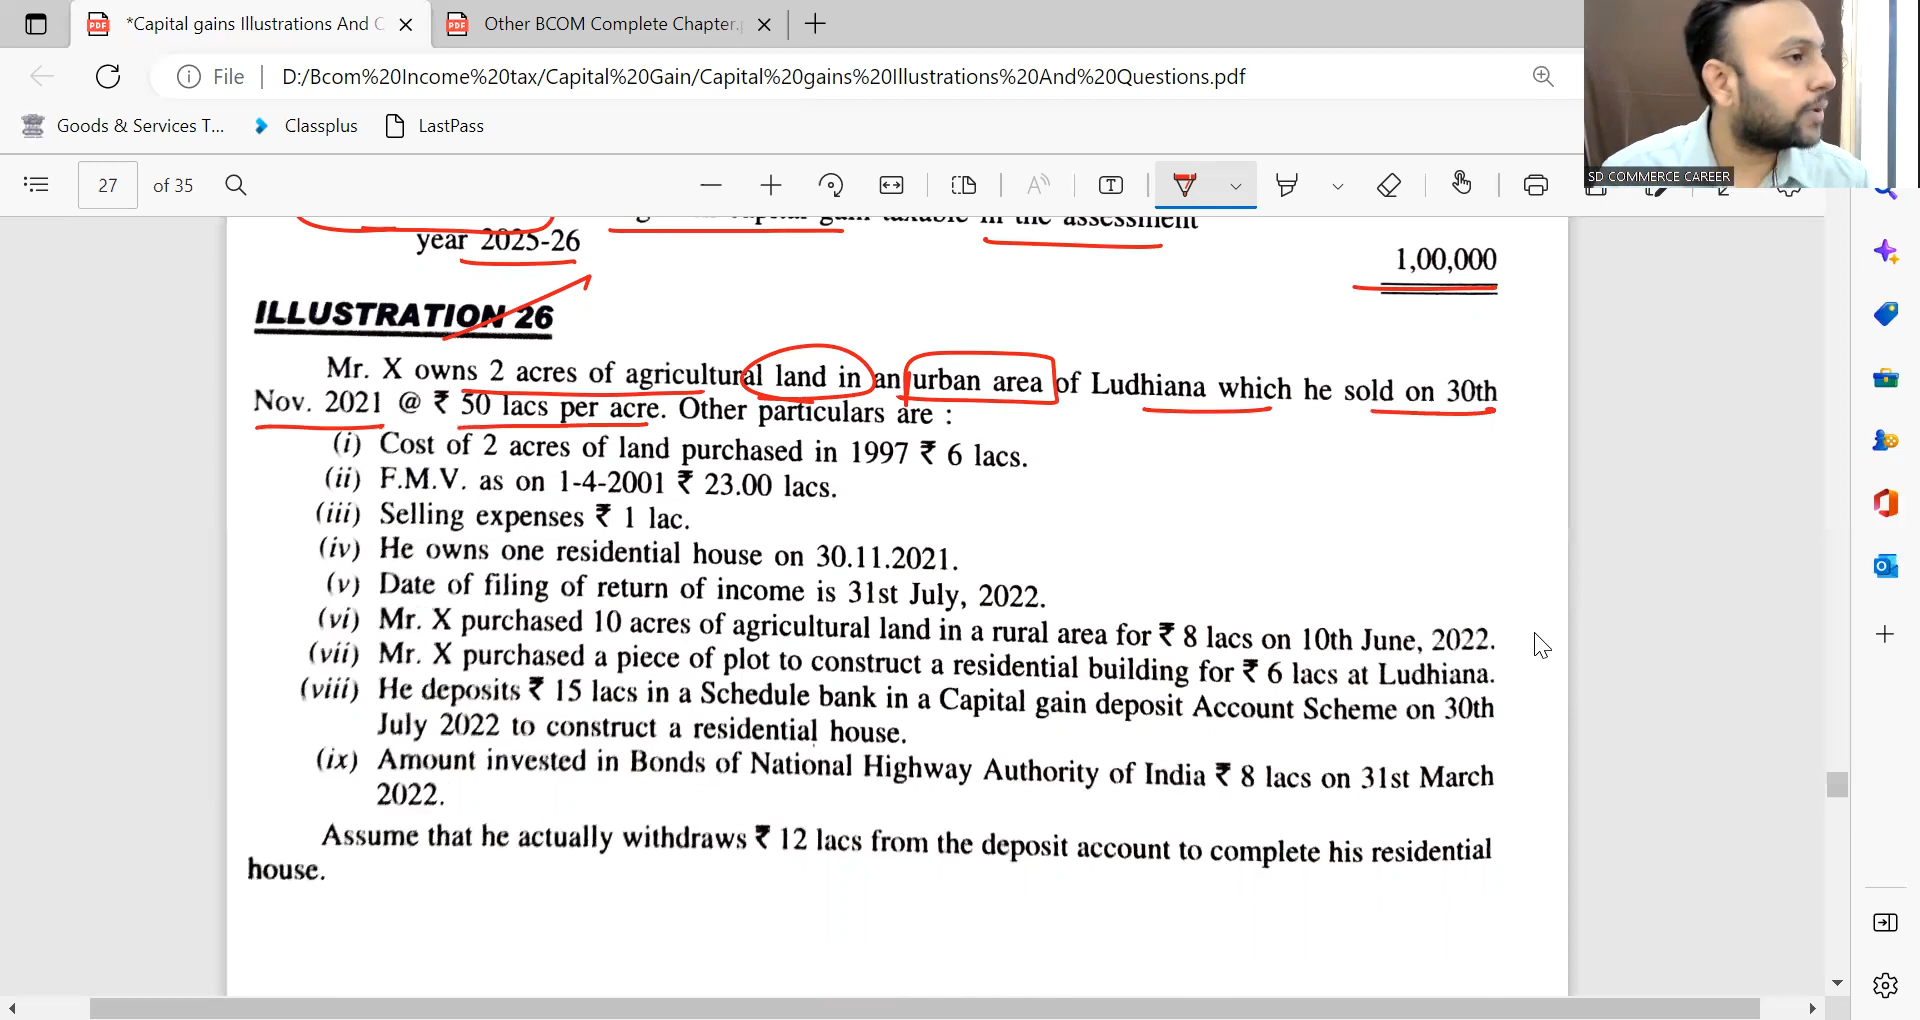 *Capital gains Illustrations And C
Other BCOM Complete Chapter.
File
D:/Bcom%20Income%20tax/Capital%20Gain/Capital%20gains%20Illustrations%20And%20Questions.pdf
Goods & Services T...
Classplus
LastPass
SD COMMERCE CAREER
27 of 35
capital gain taxable in the assessment
year 2025-26
1,00,000
ILLUSTRATION 26
Mr. X owns 2 acres of agricultural land in an urban area of Ludhiana which he sold on 30th
Nov. 2021 @ ₹ 50 lacs per acre. Other particulars are :
(i) Cost of 2 acres of land purchased in 1997 ₹ 6 lacs.
(ii) F.M.V. as on 1-4-2001 ₹ 23.00 lacs.
(iii) Selling expenses ₹ 1 lac.
(iv) He owns one residential house on 30.11.2021.
(v) Date of filing of return of income is 31st July, 2022.
(vi) Mr. X purchased 10 acres of agricultural land in a rural area for ₹ 8 lacs on 10th June, 2022.
(vii) Mr. X purchased a piece of plot to construct a residential building for ₹ 6 lacs at Ludhiana.
(viii) He deposits ₹ 15 lacs in a Schedule bank in a Capital gain deposit Account Scheme on 30th
July 2022 to construct a residential house.
(ix) Amount invested in Bonds of National Highway Authority of India ₹ 8 lacs on 31st March
2022.
Assume that he actually withdraws ₹ 12 lacs from the deposit account to complete his residential
house.